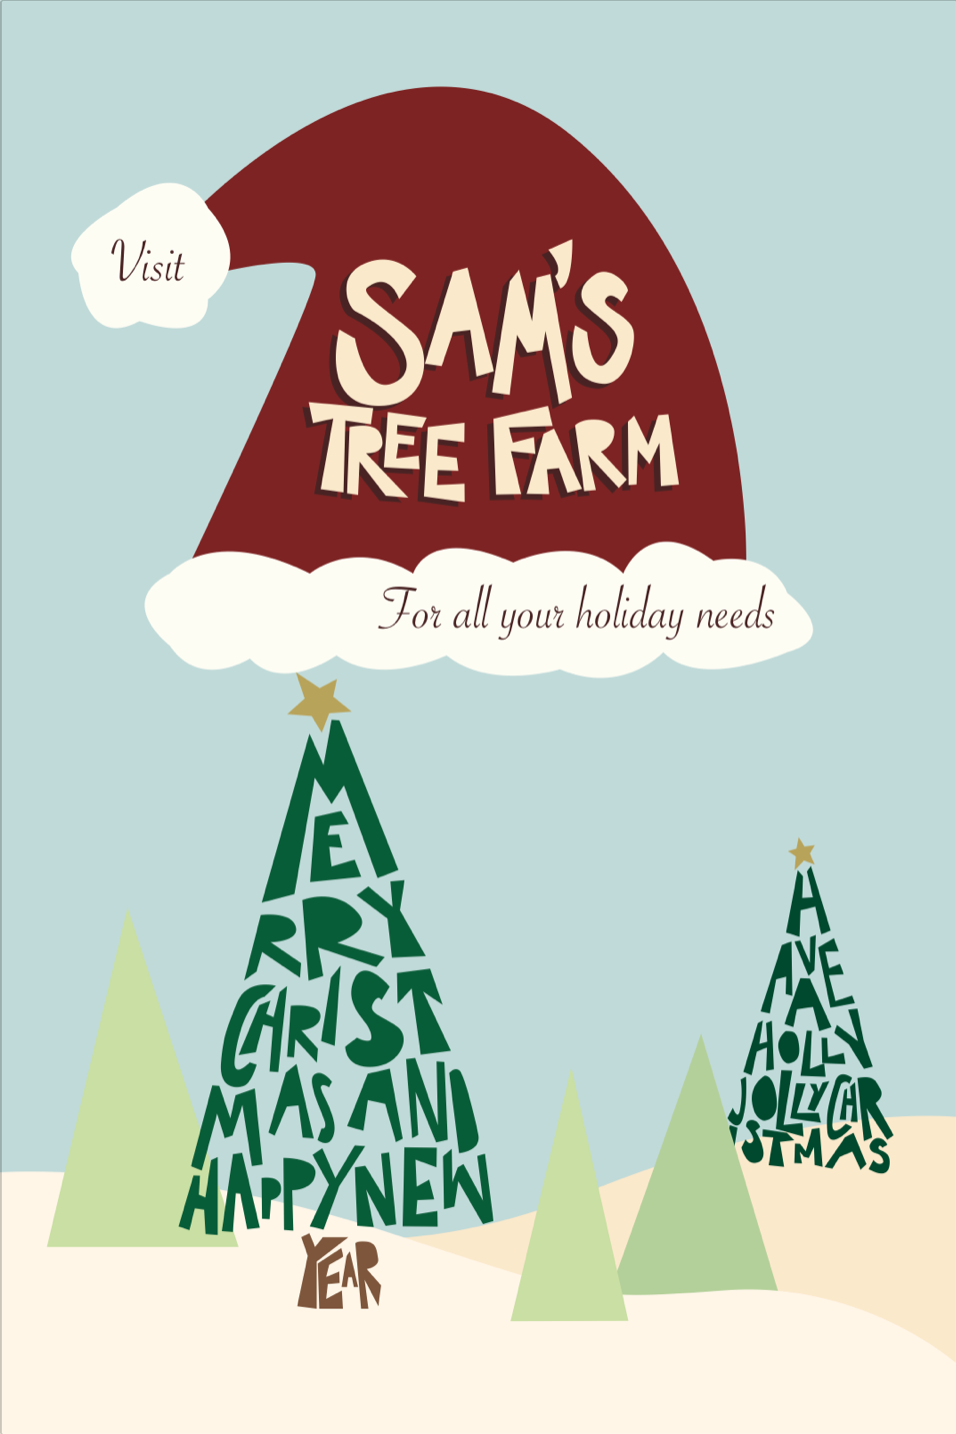 Visit
SAM'S
TREE FARM
For all your holiday needs
M
E
RRY
CHRIST
MAS AND
HAPPY NEW
YEAR
H
AVE
A
HOLLY
JOLLY CHR
ISTMAS